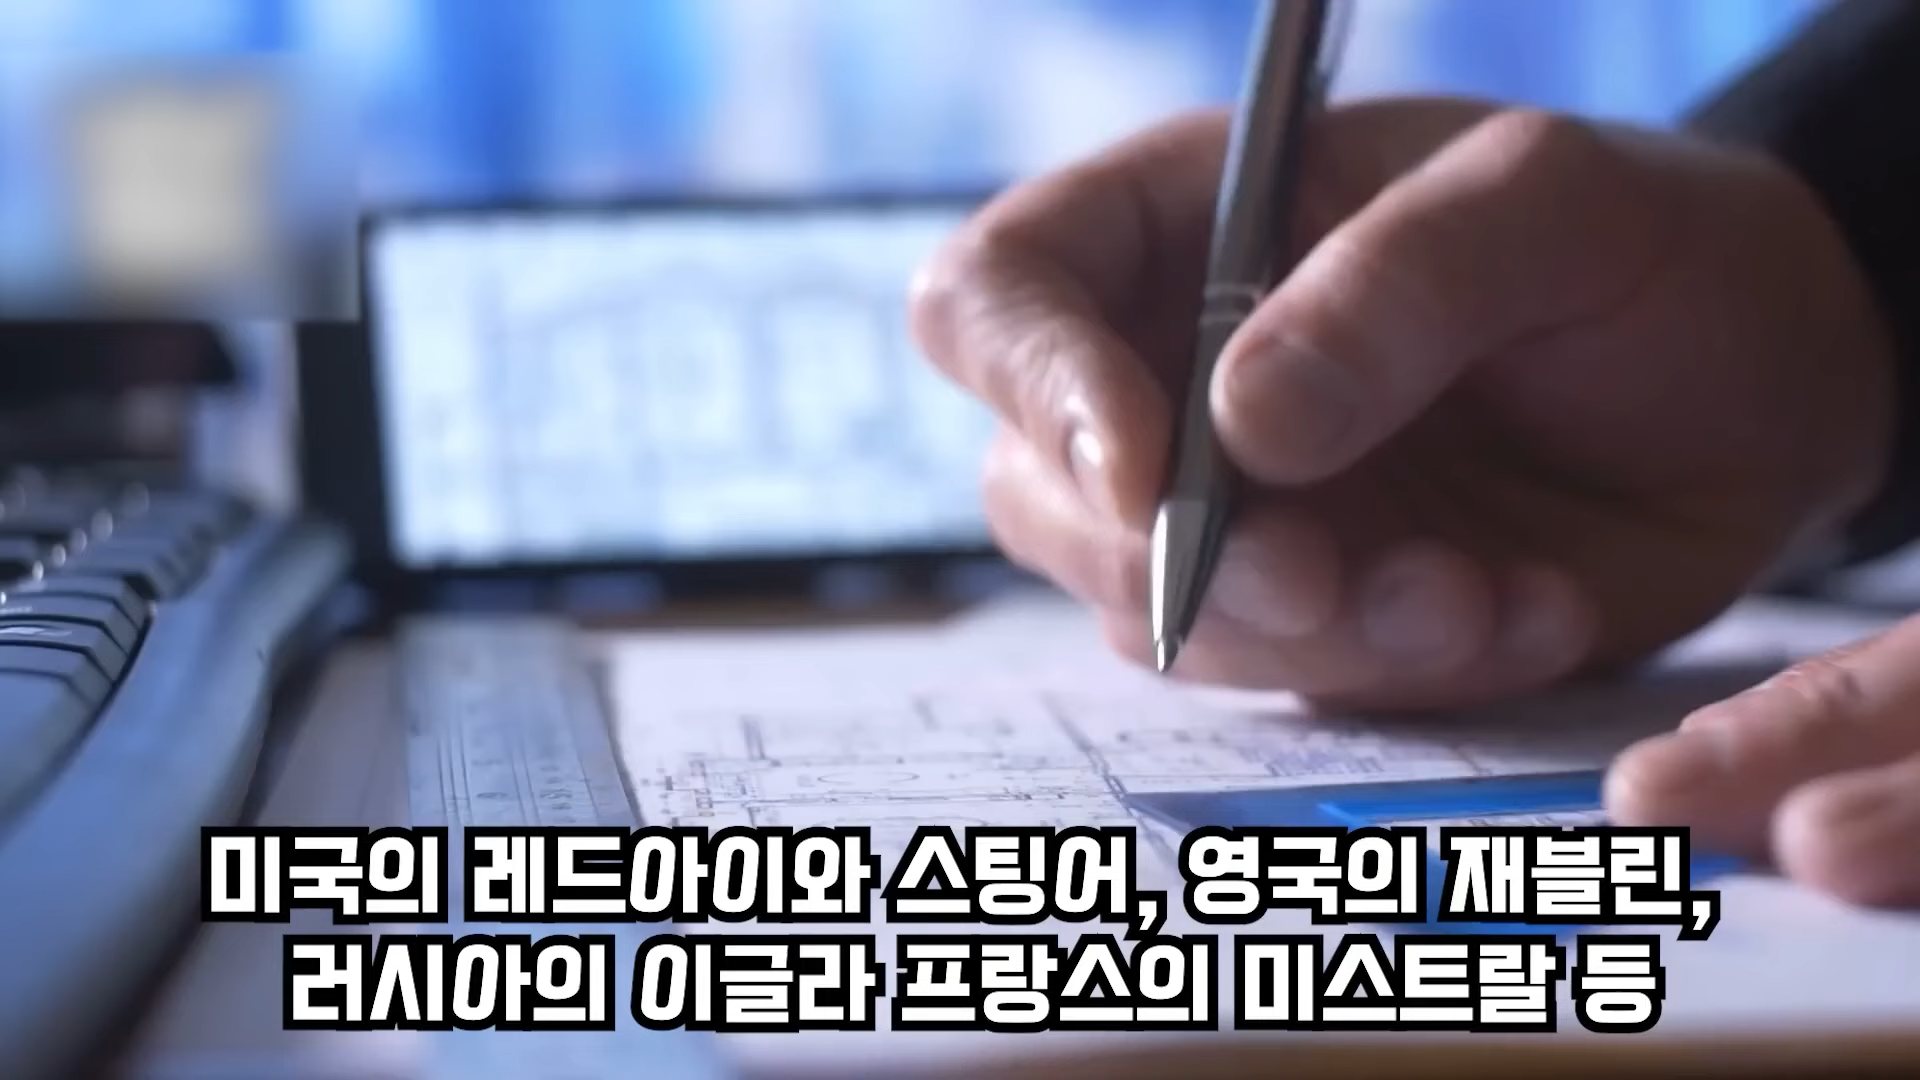 미국의 레드아이와 스팅어, 영국의 재블린,
러시아의 이글라 프랑스의 미스트랄 등